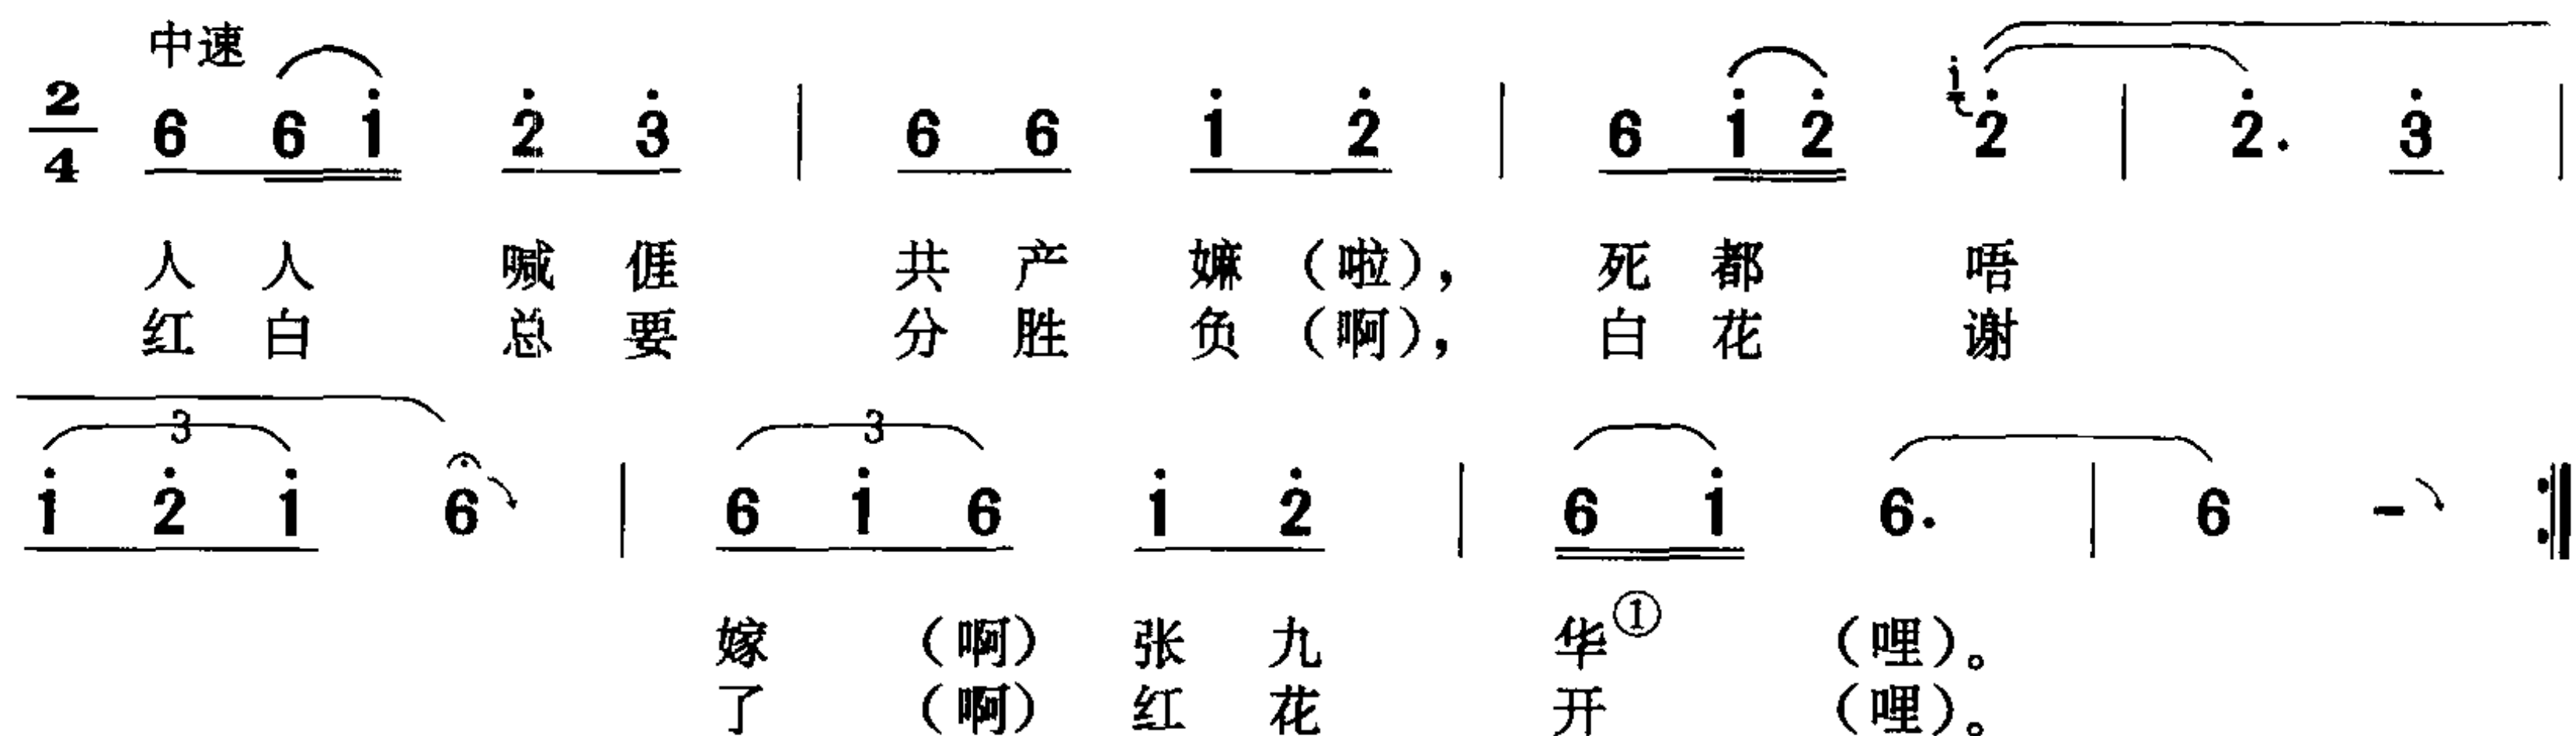 中速
2/4 6 6 i̇ 2̇ 3̇ | 6 6 i̇ 2̇ | 6 i̇ 2̇ i̇ 2̇ | 2̇. 3̇ |
人 人 喊 𠊎 共 产 嫲 （啦）， 死 都 唔
红 白 总 要 分 胜 负 （啊）， 白 花 谢
3 3
i̇ 2̇ i̇ 6 | 6 i̇ 6 i̇ 2̇ | 6 i̇ 6. | 6 - :‖
嫁 （啊） 张 九 华① （哩）。
了 （啊） 红 花 开 （哩）。